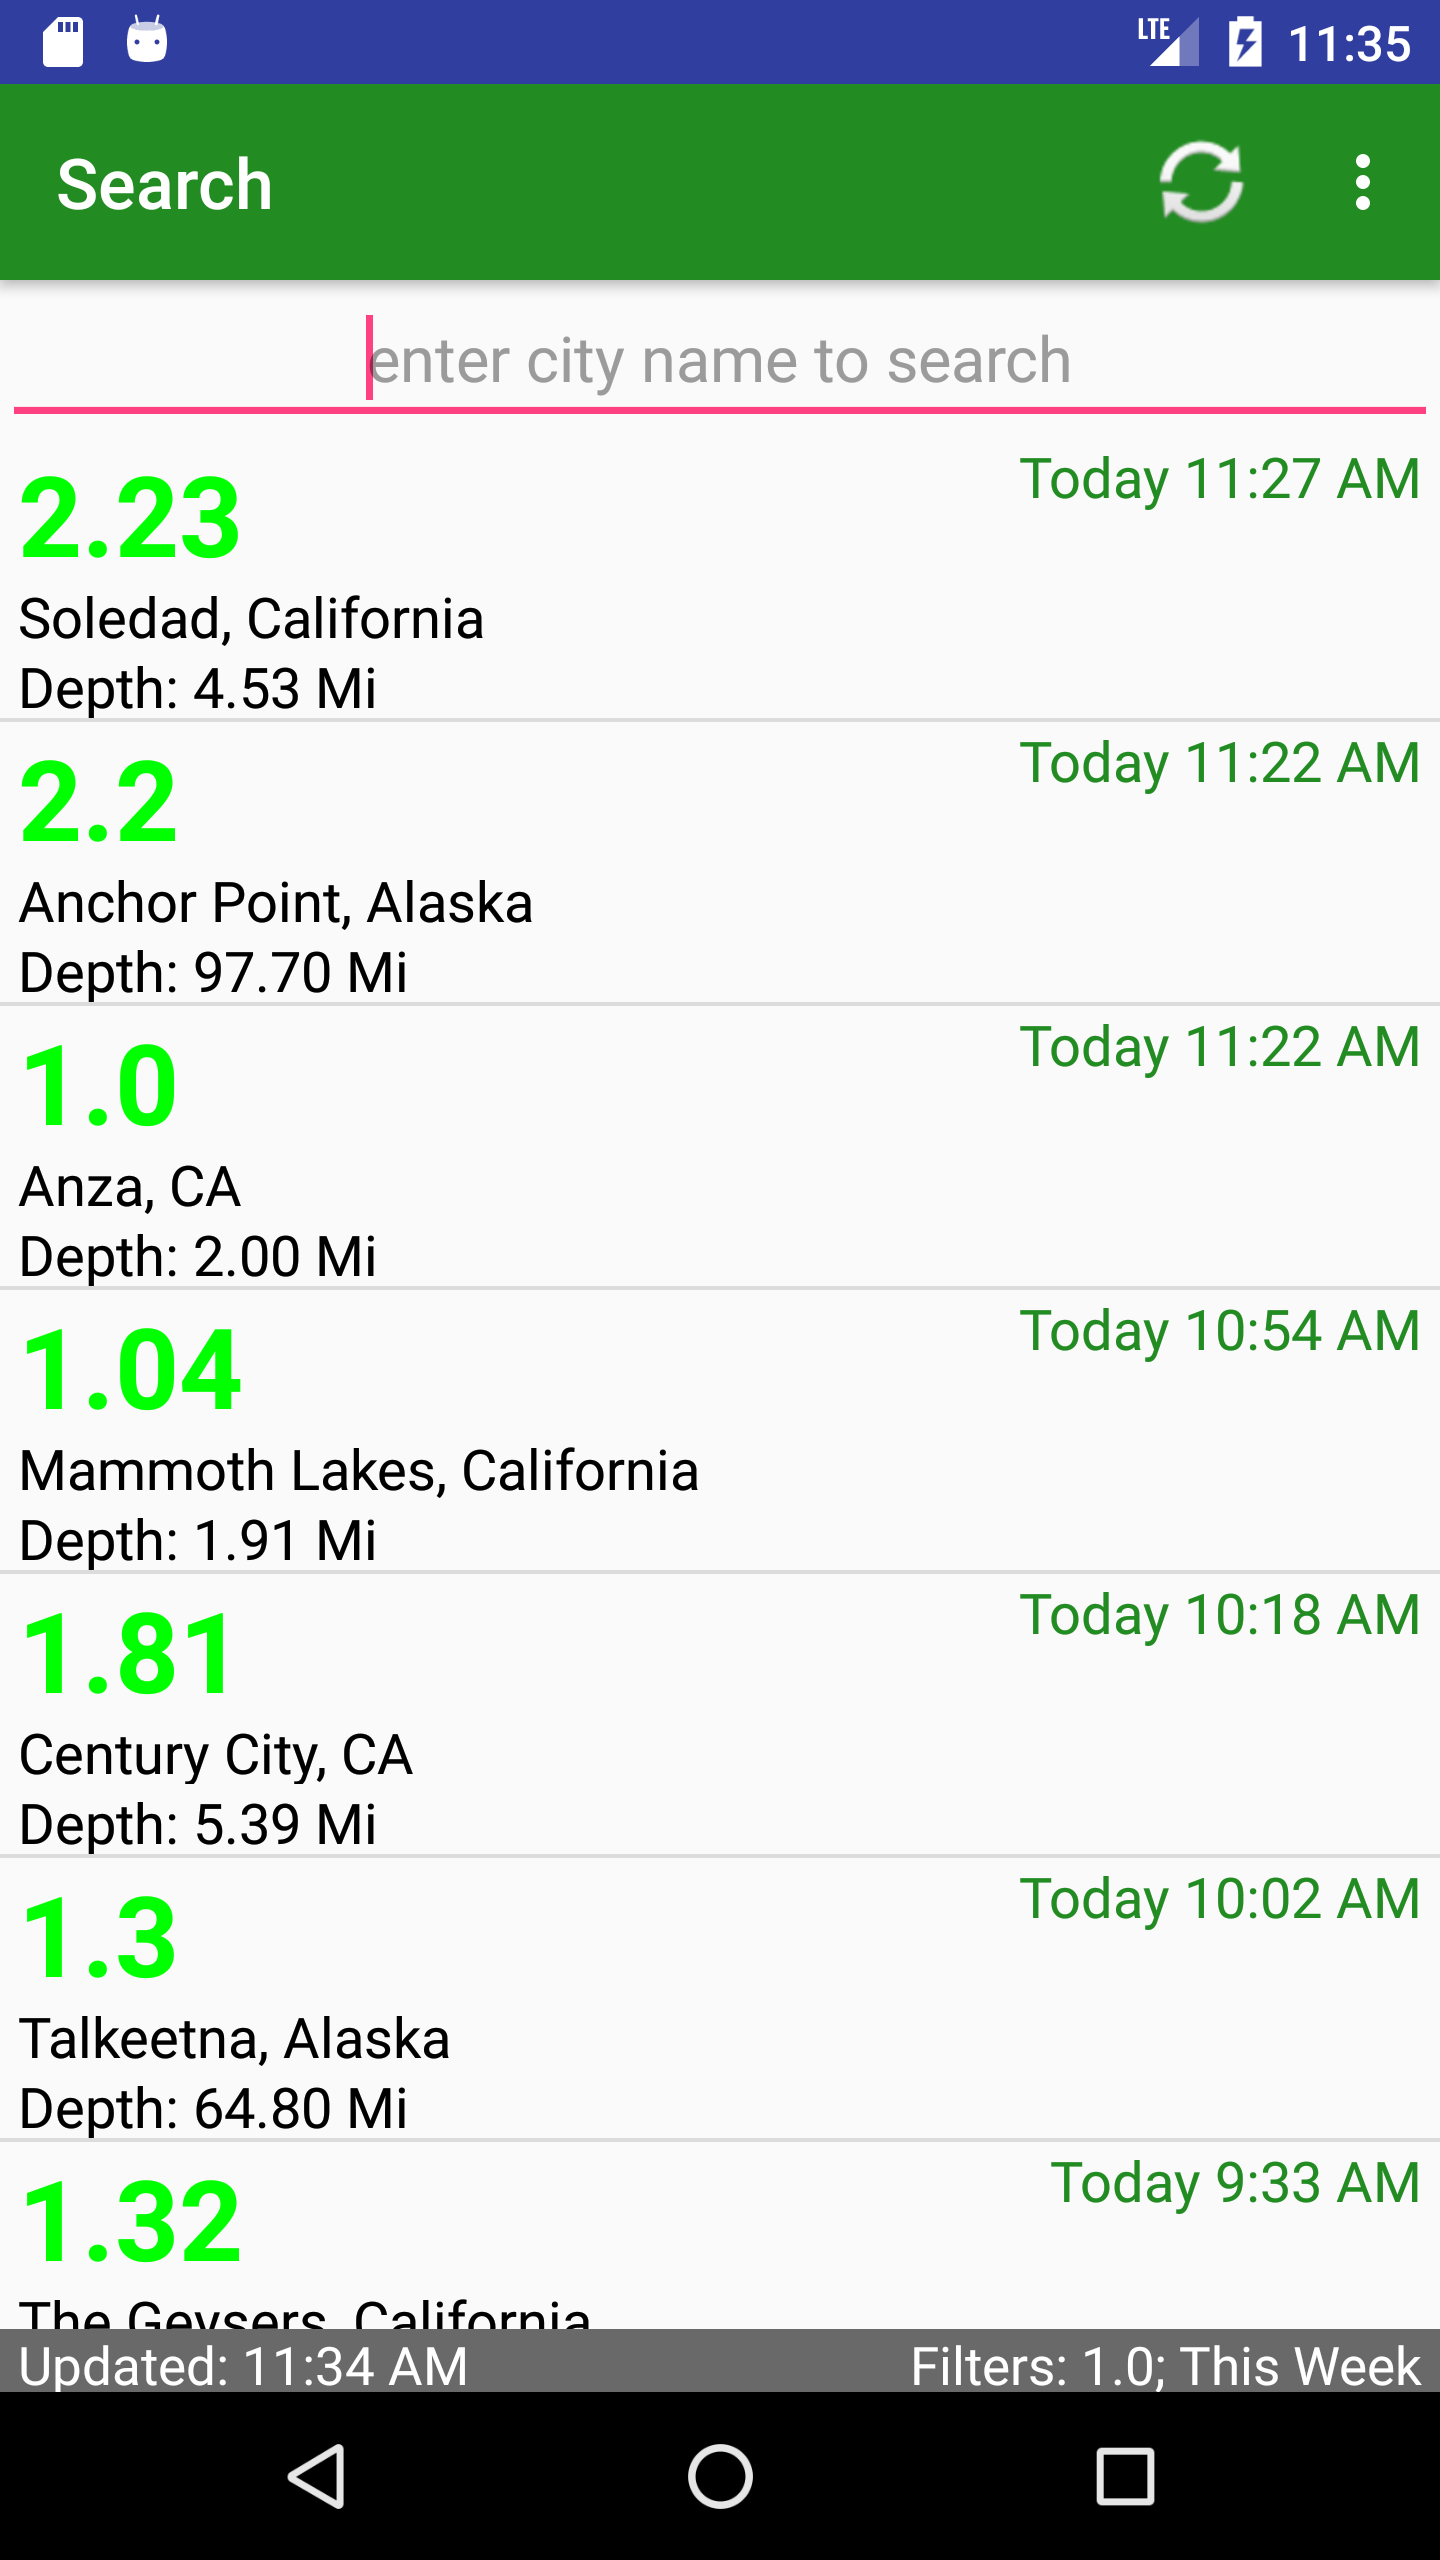 LTE 11:35
Search
enter city name to search
2.23
Today 11:27 AM
Soledad, California
Depth: 4.53 Mi
2.2
Today 11:22 AM
Anchor Point, Alaska
Depth: 97.70 Mi
1.0
Today 11:22 AM
Anza, CA
Depth: 2.00 Mi
1.04
Today 10:54 AM
Mammoth Lakes, California
Depth: 1.91 Mi
1.81
Today 10:18 AM
Century City, CA
Depth: 5.39 Mi
1.3
Today 10:02 AM
Talkeetna, Alaska
Depth: 64.80 Mi
1.32
Today 9:33 AM
The Geysers, California
Updated: 11:34 AM
Filters: 1.0; This Week